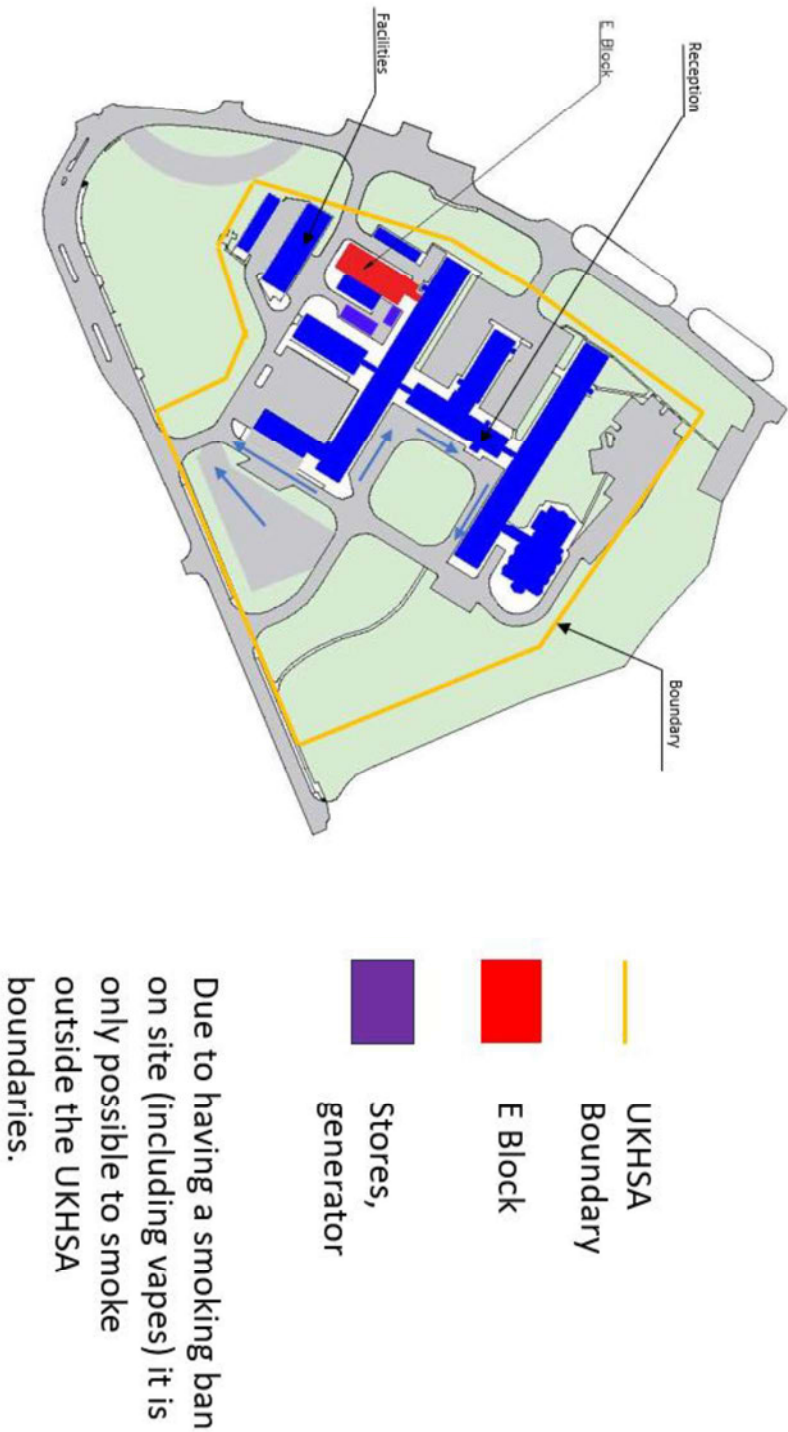 Facilities
E Block
Reception
Boundary
UKHSA
Boundary
E Block
Stores,
generator
Due to having a smoking ban
on site (including vapes) it is
only possible to smoke
outside the UKHSA
boundaries.